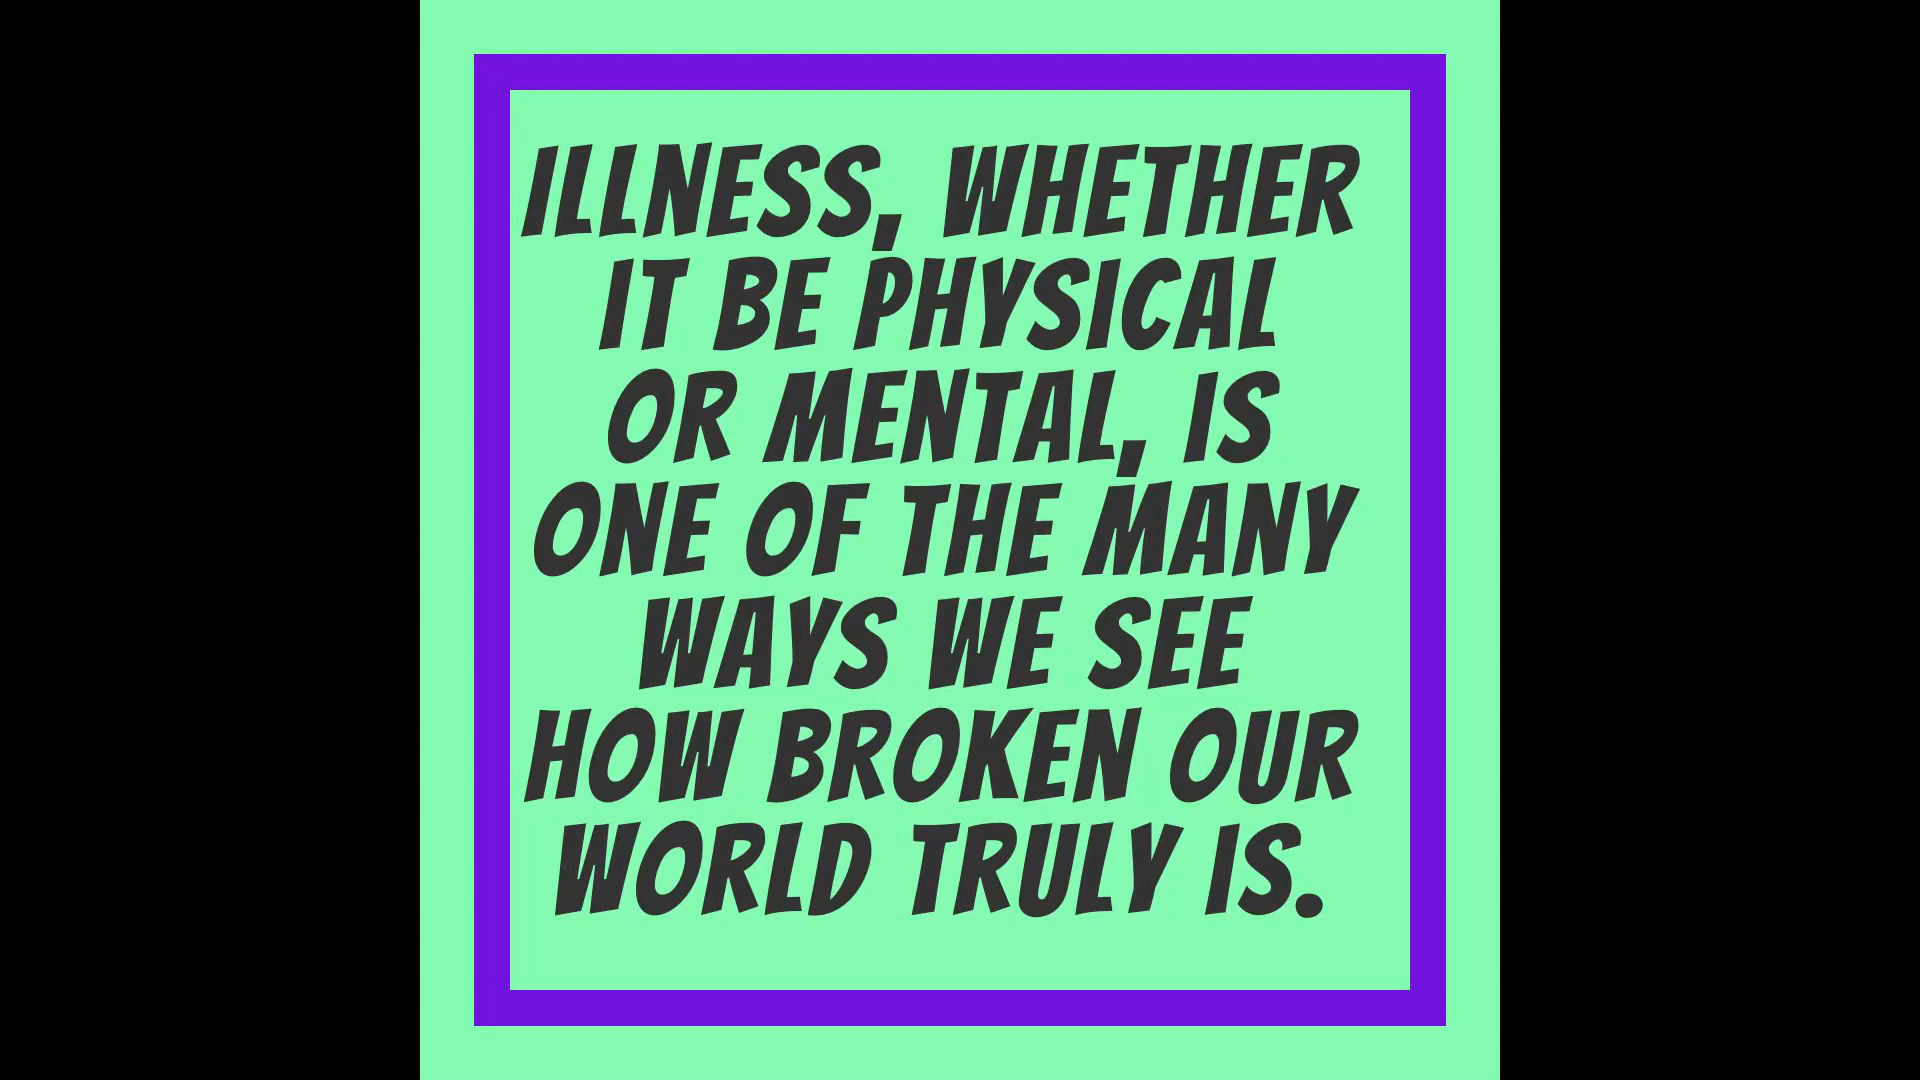 ILLNESS, WHETHER
IT BE PHYSICAL
OR MENTAL, IS
ONE OF THE MANY
WAYS WE SEE
HOW BROKEN OUR
WORLD TRULY IS.